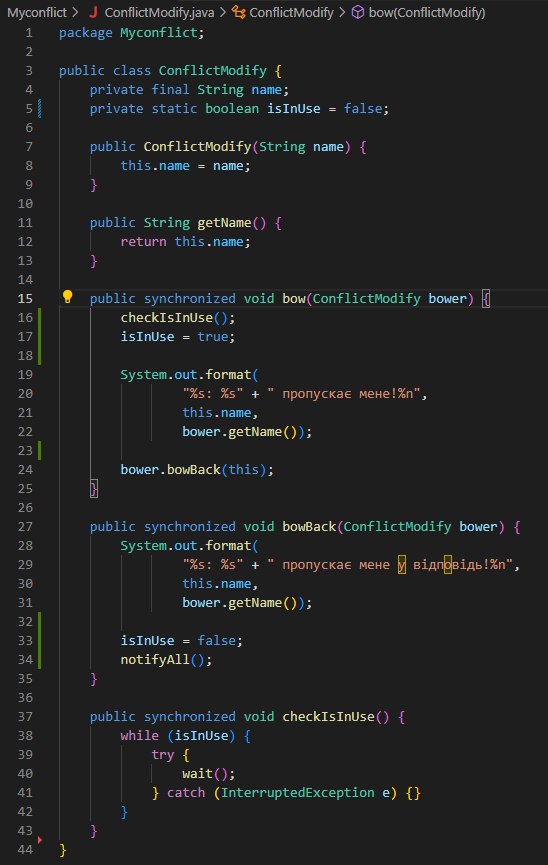 Myconflict > J ConflictModify.java > ConflictModify > bow(ConflictModify)
1 package Myconflict;
2
3 public class ConflictModify {
4 private final String name;
5 private static boolean isInUse = false;
6
7 public ConflictModify(String name) {
8 this.name = name;
9 }
10
11 public String getName() {
12 return this.name;
13 }
14
15 public synchronized void bow(ConflictModify bower) {
16 checkIsInUse();
17 isInUse = true;
18
19 System.out.format(
20 "%s: %s" + " пропускає мене!%n",
21 this.name,
22 bower.getName());
23
24 bower.bowBack(this);
25 }
26
27 public synchronized void bowBack(ConflictModify bower) {
28 System.out.format(
29 "%s: %s" + " пропускає мене у відповідь!%n",
30 this.name,
31 bower.getName());
32
33 isInUse = false;
34 notifyAll();
35 }
36
37 public synchronized void checkIsInUse() {
38 while (isInUse) {
39 try {
40 wait();
41 } catch (InterruptedException e) {}
42 }
43 }
44 }